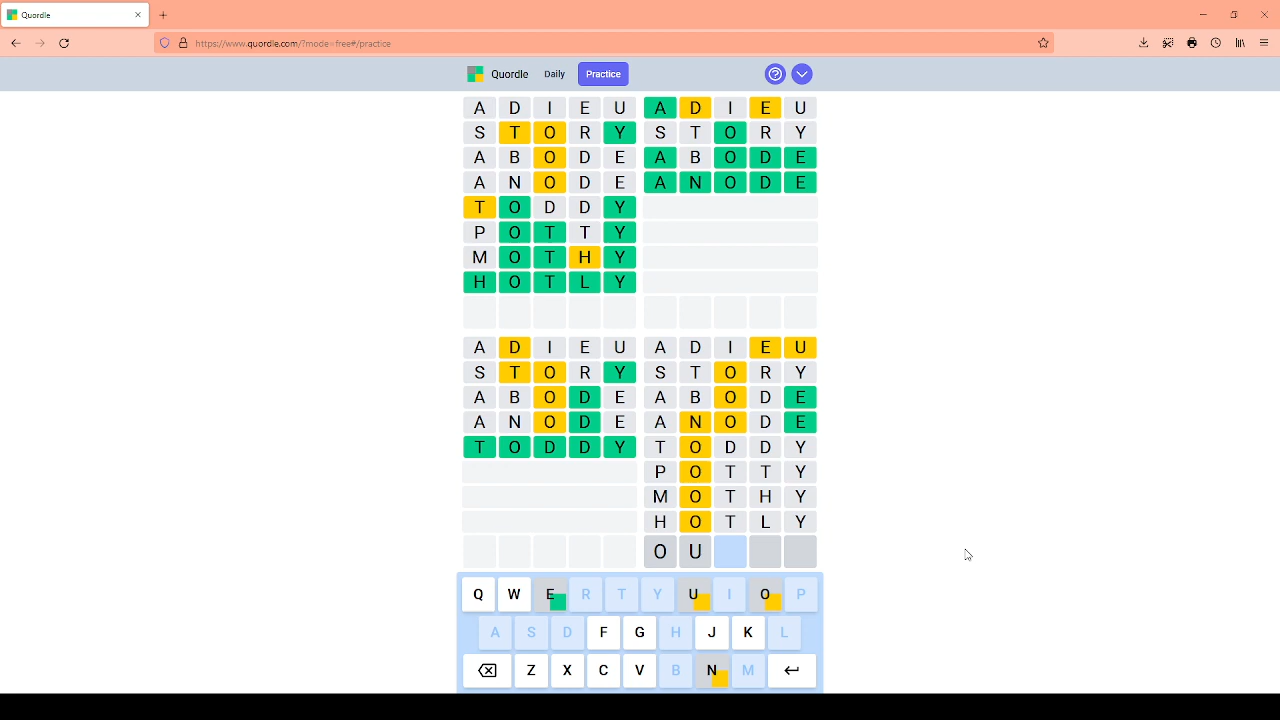 Quordle
https://www.quordle.com/?mode=free#/practice
Quordle Daily Practice
A D I E U A D I E U
S T O R Y S T O R Y
A B O D E A B O D E
A N O D E A N O D E
T O D D Y
P O T T Y
M O T H Y
H O T L Y
A D I E U A D I E U
S T O R Y S T O R Y
A B O D E A B O D E
A N O D E A N O D E
T O D D Y T O D D Y
P O T T Y
M O T H Y
H O T L Y
O U
Q W E R T Y U I O P
A S D F G H J K L
Z X C V B N M